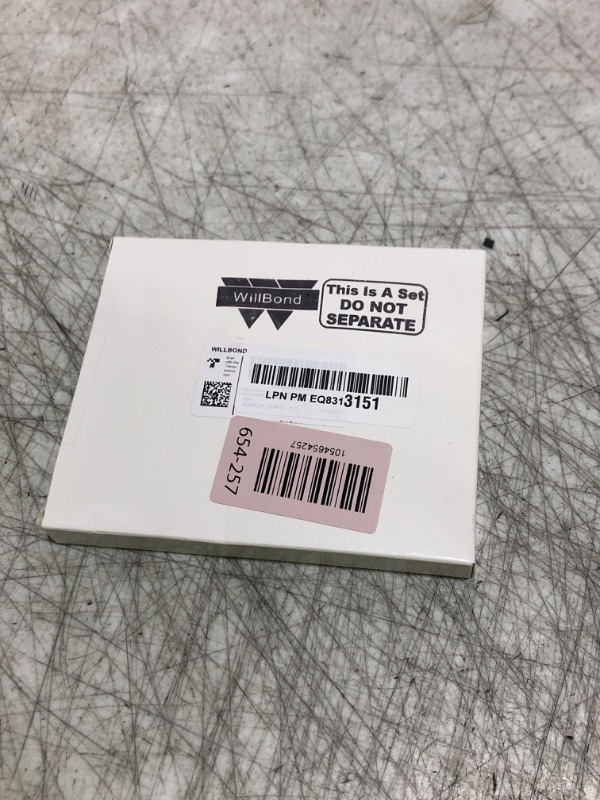 WillBond
This Is A Set
DO NOT
SEPARATE
WILLBOND
LPN PM EQ8313151
1054654257
654-257